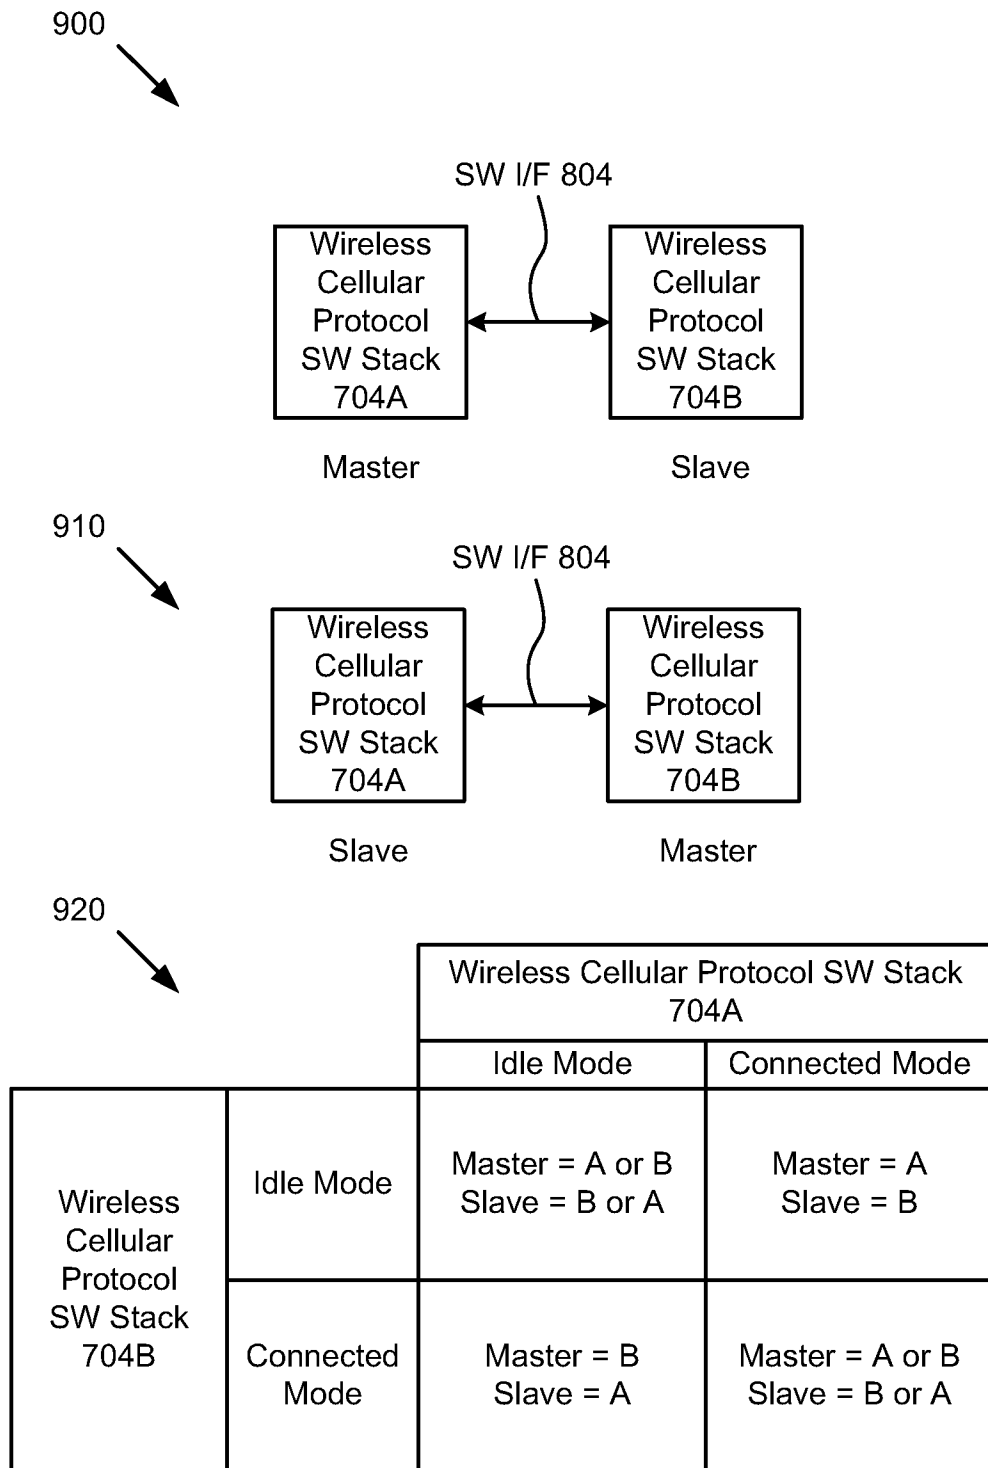 900
SW I/F 804
Wireless
Cellular
Protocol
SW Stack
704A
Wireless
Cellular
Protocol
SW Stack
704B
Master
Slave
910
SW I/F 804
Wireless
Cellular
Protocol
SW Stack
704A
Wireless
Cellular
Protocol
SW Stack
704B
Slave
Master
920
Wireless Cellular Protocol SW Stack
704A
Idle Mode
Connected Mode
Wireless
Cellular
Protocol
SW Stack
704B
Idle Mode
Master = A or B
Slave = B or A
Master = A
Slave = B
Connected
Mode
Master = B
Slave = A
Master = A or B
Slave = B or A